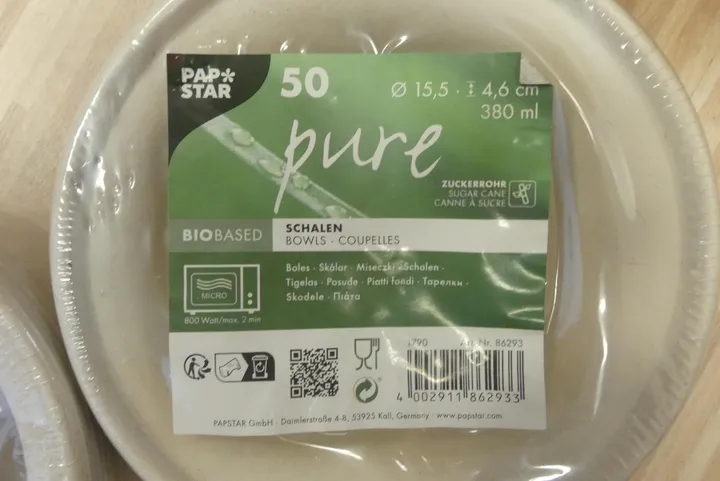 PAP*
STAR
50
Ø 15,5 · 4,6 cm
380 ml
pure
ZUCKERROHR
SUGAR CANE
CANNE À SUCRE
BIOBASED
SCHALEN
BOWLS · COUPELLES
Boles · Skålar · Miseczki »Schalen ·
Tigelas · Posude · Piatti fondi · Тарелки ·
Skodele · Πιάτα
MICRO
800 Watt/max. 2 min
1790 Art. Nr. 86293
4 002911 862933
PAPSTAR GmbH · Daimlerstraße 4-8, 53925 Kall, Germany · www.papstar.com